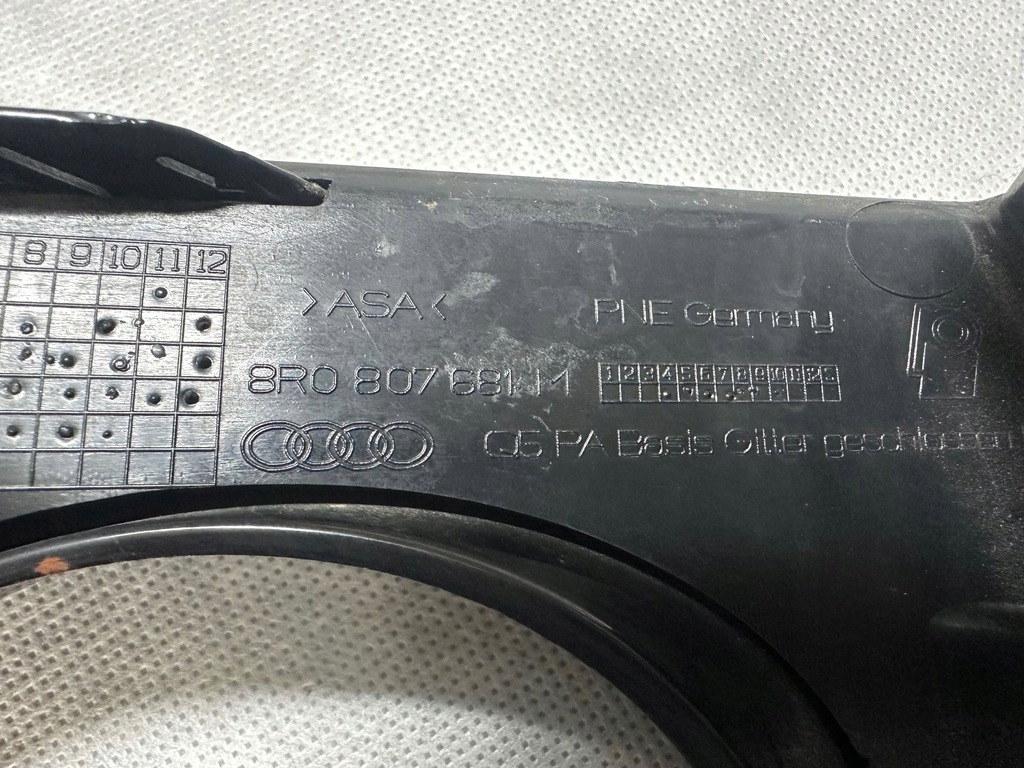 8 9 10 11 12
>ASA<
PNE Germany
8R0 807 681 M
1 2 3 4 5 6 7 8 9 10 11 12
Q5 PA Basis Gitter geschlossen